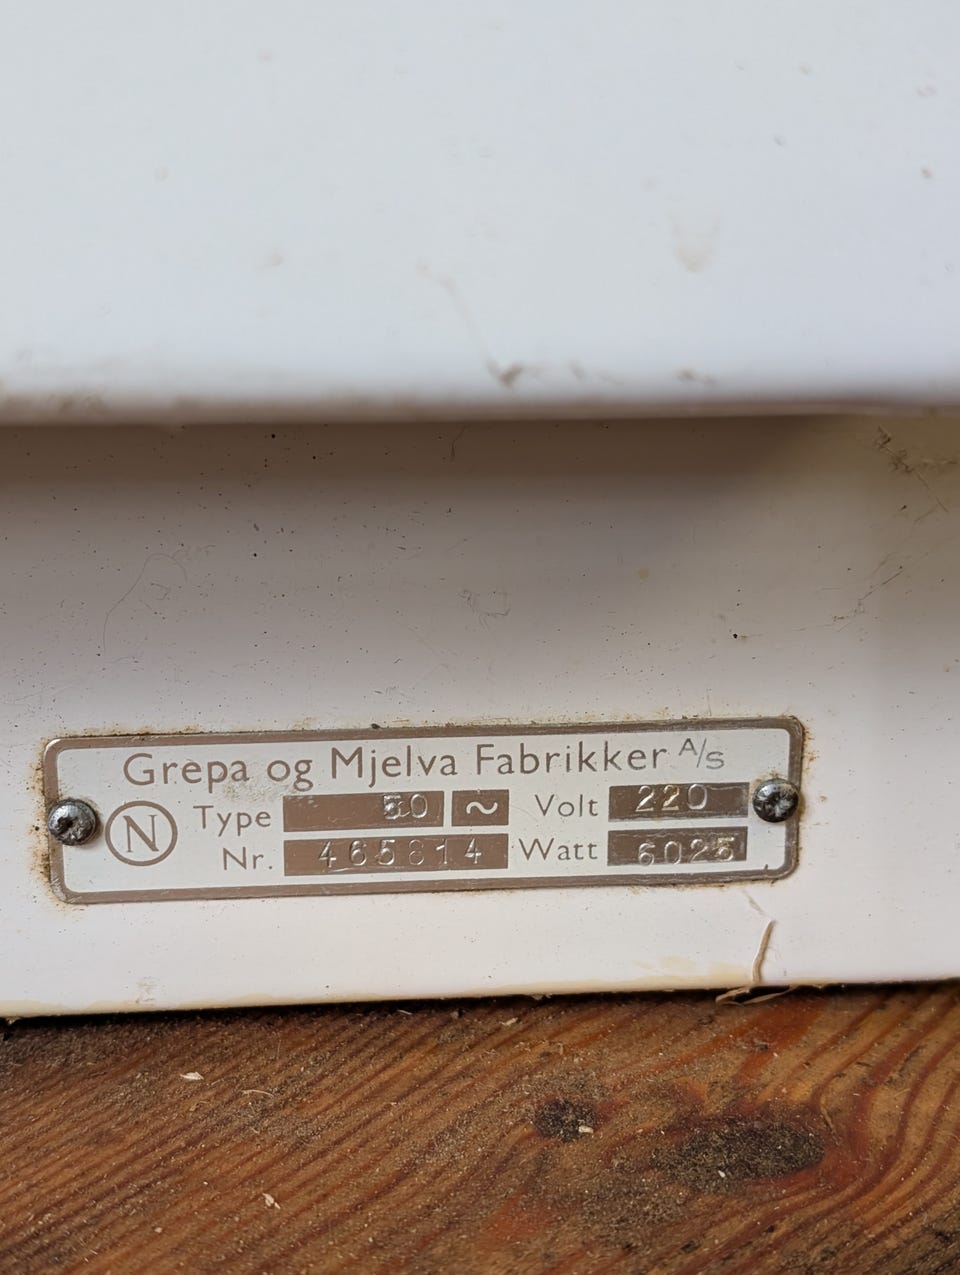 Grepa og Mjelva Fabrikker A/S
N Type 50 ~ Volt 220
Nr. 465814 Watt 6025